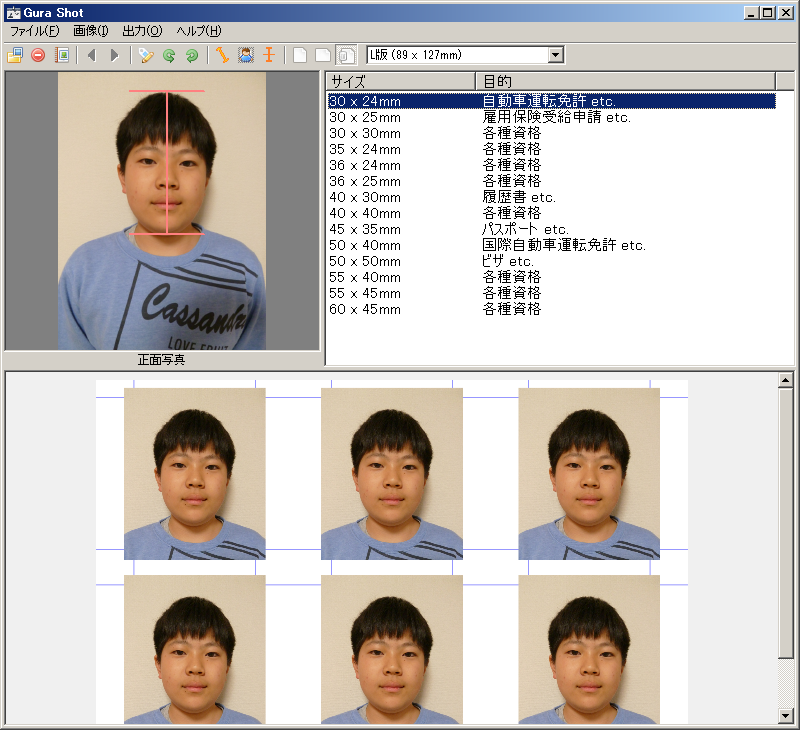 Gura Shot
ファイル(F) 画像(I) 出力(O) ヘルプ(H)
L版 (89 x 127mm)
サイズ 目的
30 x 24mm 自動車運転免許 etc.
30 x 25mm 雇用保険受給申請 etc.
30 x 30mm 各種資格
35 x 24mm 各種資格
36 x 24mm 各種資格
36 x 25mm 各種資格
40 x 30mm 履歴書 etc.
40 x 40mm 各種資格
45 x 35mm パスポート etc.
50 x 40mm 国際自動車運転免許 etc.
50 x 50mm ビザ etc.
55 x 40mm 各種資格
55 x 45mm 各種資格
60 x 45mm 各種資格
Cassandra
LOVE FRUIT
正面写真